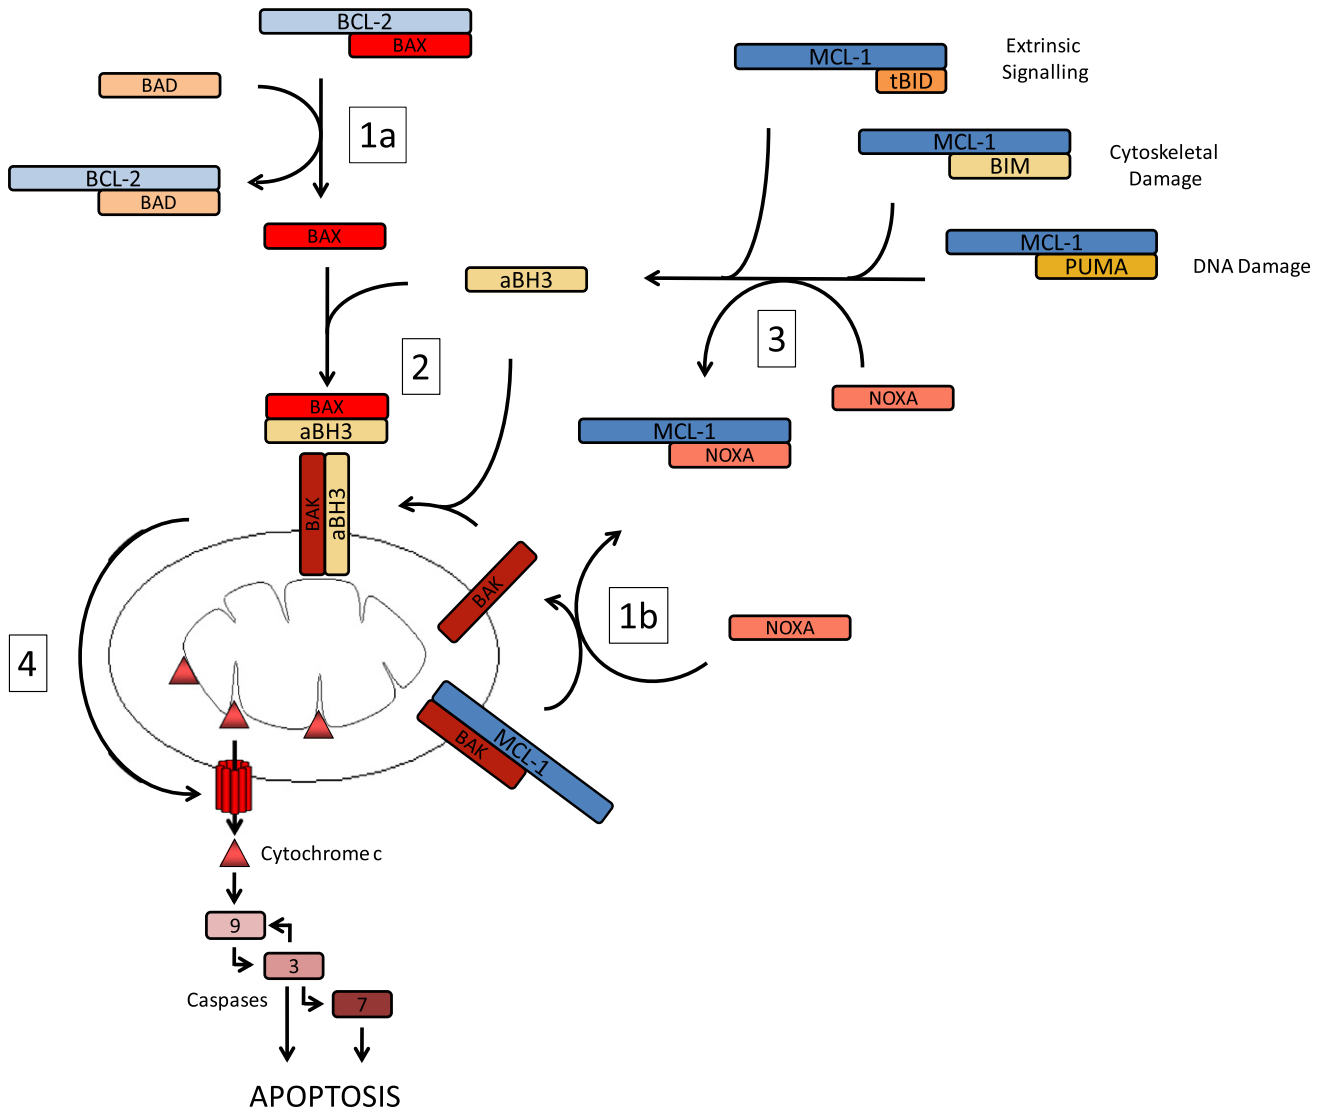 BCL-2
BAX
BAD
1a
BCL-2
BAD
BAX
MCL-1
tBID
Extrinsic
Signalling
MCL-1
BIM
Cytoskeletal
Damage
MCL-1
PUMA
DNA Damage
aBH3
3
2
NOXA
BAX
aBH3
MCL-1
NOXA
BAK
aBH3
BAK
1b
NOXA
4
MCL-1
BAK
Cytochrome c
9
3
Caspases
7
APOPTOSIS